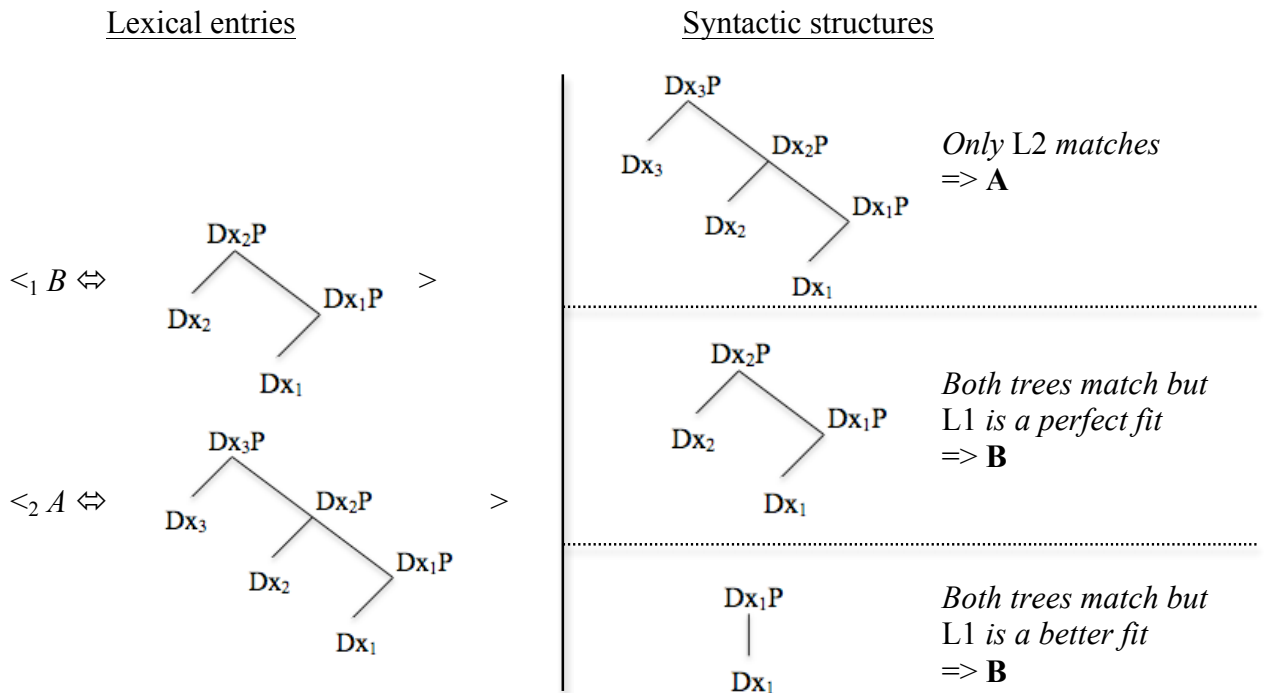 Lexical entries
Syntactic structures
<₁ B ⇔
Dx₂P
Dx₂
Dx₁P
Dx₁
>
<₂ A ⇔
Dx₃P
Dx₃
Dx₂P
Dx₂
Dx₁P
Dx₁
>
Dx₃P
Dx₃
Dx₂P
Dx₂
Dx₁P
Dx₁
Only L2 matches
=> A
Dx₂P
Dx₂
Dx₁P
Dx₁
Both trees match but
L1 is a perfect fit
=> B
Dx₁P
Dx₁
Both trees match but
L1 is a better fit
=> B